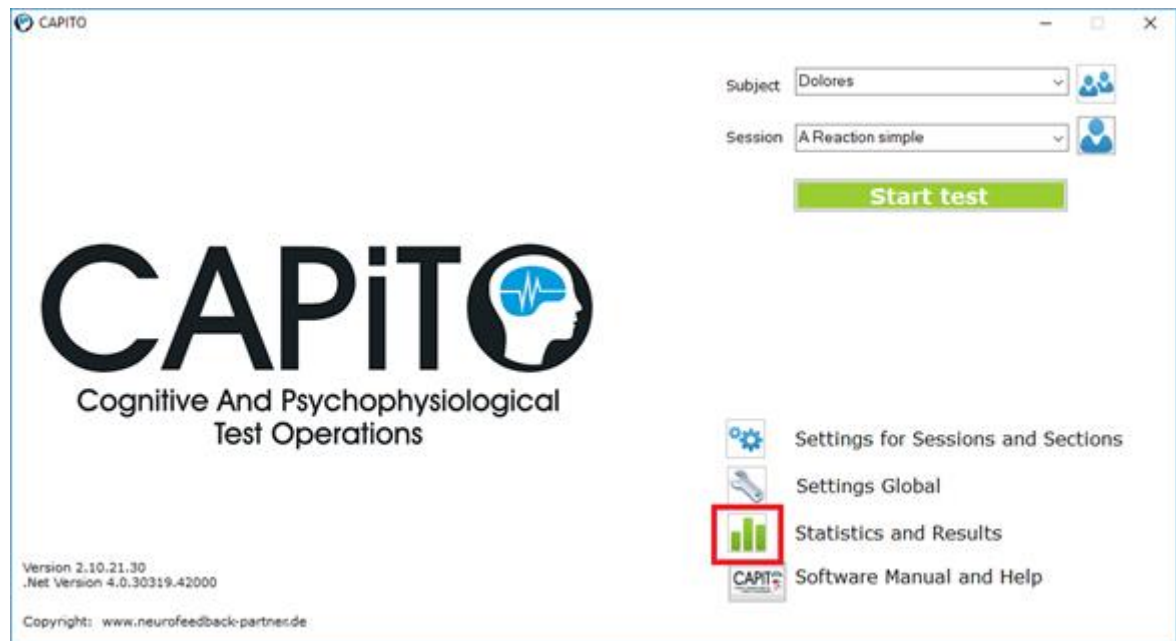 CAPITO
Subject Dolores
Session A Reaction simple
Start test
CAPiTO
Cognitive And Psychophysiological
Test Operations
Settings for Sessions and Sections
Settings Global
Statistics and Results
CAPiTO Software Manual and Help
Version 2.10.21.30
.Net Version 4.0.30319.42000
Copyright: www.neurofeedback-partner.de